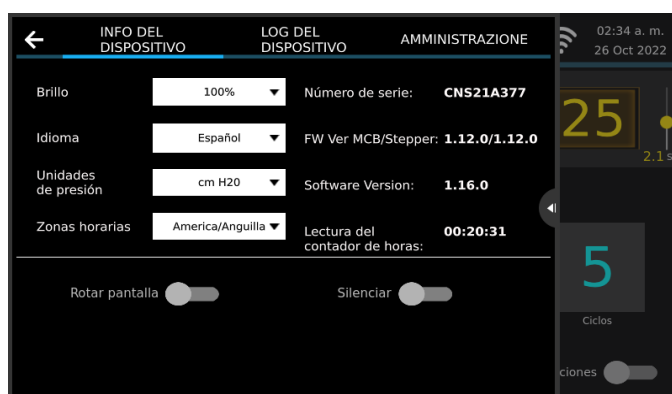 INFO DEL
DISPOSITIVO
LOG DEL
DISPOSITIVO
AMMINISTRAZIONE
02:34 a. m.
26 Oct 2022
Brillo
100%
Número de serie:
CNS21A377
25
Idioma
Español
FW Ver MCB/Stepper:
1.12.0/1.12.0
2.1 s
Unidades
de presión
cm H20
Software Version:
1.16.0
Zonas horarias
America/Anguilla
Lectura del
contador de horas:
00:20:31
5
Rotar pantalla
Silenciar
Ciclos
ciones